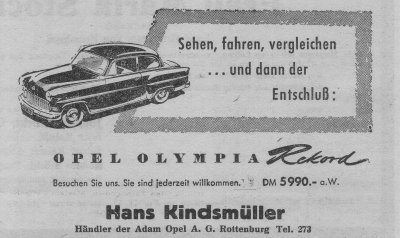 Sehen, fahren, vergleichen
...und dann der
Entschluß:
OPEL OLYMPIA Rekord
Besuchen Sie uns. Sie sind jederzeit willkommen. DM 5990.- a.W.
Hans Kindsmüller
Händler der Adam Opel A. G. Rottenburg Tel. 273